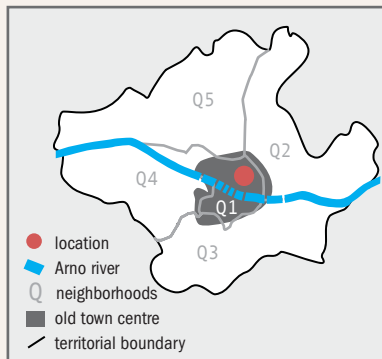 Q5
Q2
Q4
Q1
Q3
location
Arno river
Q neighborhoods
old town centre
territorial boundary